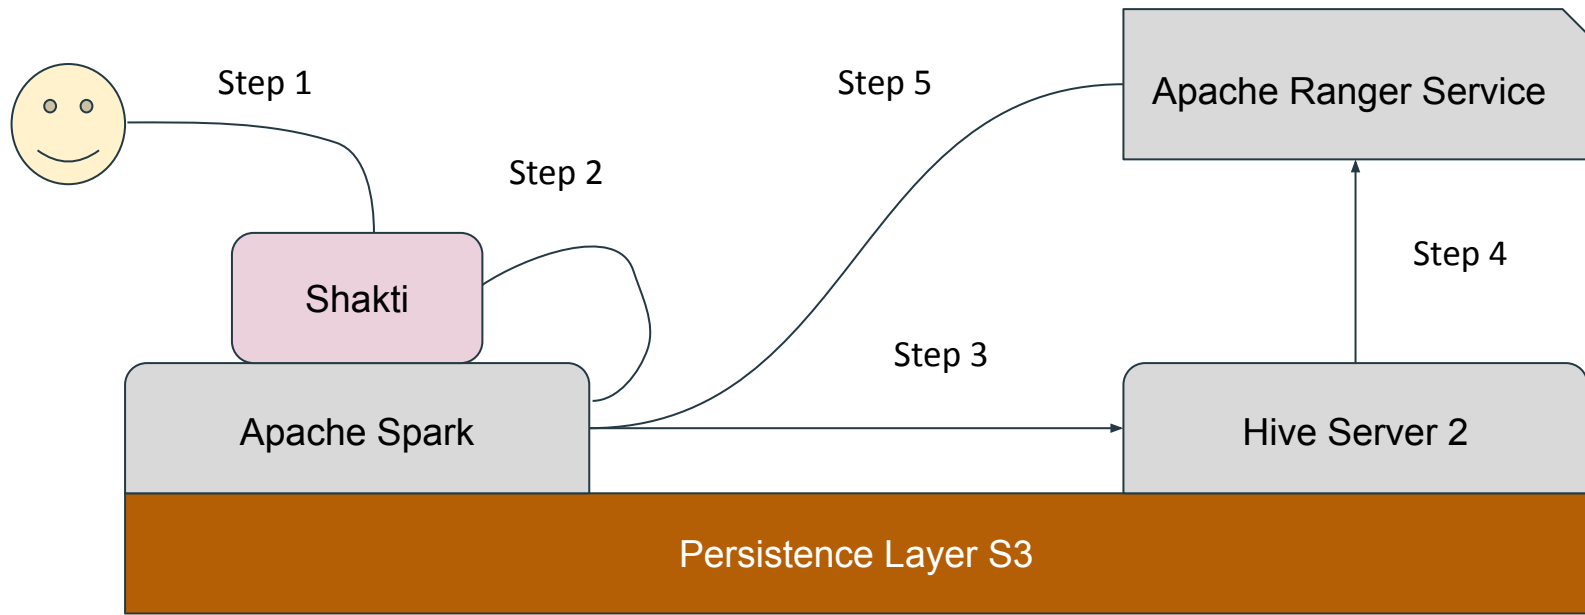 Step 1
Step 5
Apache Ranger Service
Step 2
Step 4
Shakti
Step 3
Apache Spark
Hive Server 2
Persistence Layer S3